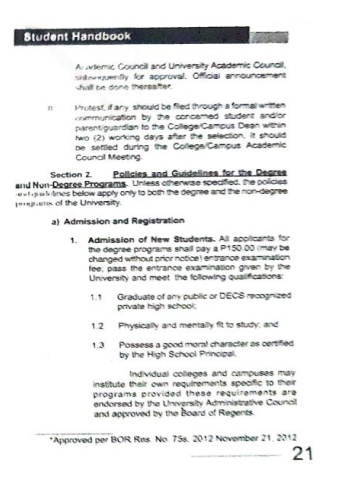 Student Handbook
Academic Council and University Academic Council,
subsequently for approval. Official announcement
shall be done thereafter.
n. Protest, if any should be filed through a formal written
communication by the concerned student and/or
parent/guardian to the College/Campus Dean within
two (2) working days after the selection. It should
be settled during the College/Campus Academic
Council Meeting.
Section 2. Policies and Guidelines for the Degree
and Non-Degree Programs. Unless otherwise specified, the policies
and guidelines below apply only to both the degree and the non-degree
programs of the University.
a) Admission and Registration
1. Admission of New Students. All applicants for
the degree programs shall pay a P150.00 (may be
changed without prior notice) entrance examination
fee; pass the entrance examination given by the
University and meet the following qualifications:
1.1 Graduate of any public or DECS recognized
private high school;
1.2 Physically and mentally fit to study; and
1.3 Possess a good moral character as certified
by the High School Principal.
Individual colleges and campuses may
institute their own requirements specific to their
programs provided these requirements are
endorsed by the University Administrative Council
and approved by the Board of Regents.
*Approved per BOR Res. No. 75s. 2012 November 21, 2012
21